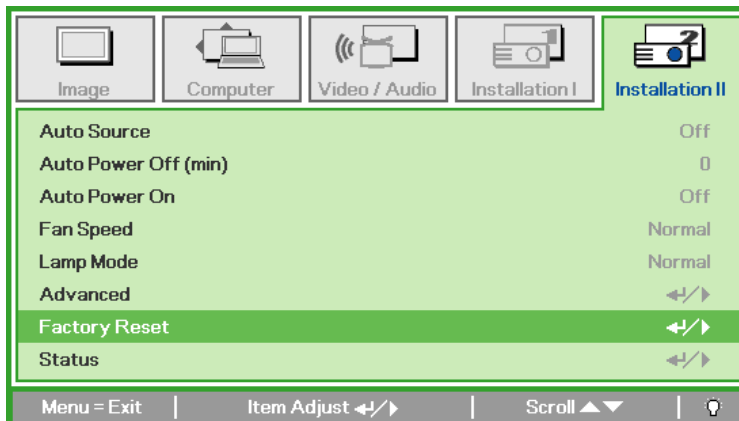 Image
Computer
Video / Audio
Installation I
Installation II
Auto Source Off
Auto Power Off (min) 0
Auto Power On Off
Fan Speed Normal
Lamp Mode Normal
Advanced
Factory Reset
Status
Menu = Exit Item Adjust Scroll